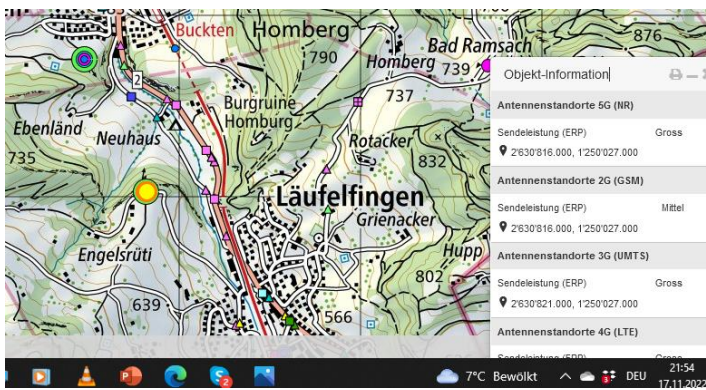 Buckten
Homberg
790
Homberg
Bad Ramsach
739
876
2
Burgruine
Homburg
737
Ebenländ
Neuhaus
735
Rotacker
832
Läufelfingen
Grienacker
Engelsrüti
Hupp
802
639
566
Objekt-Information
Antennenstandorte 5G (NR)
Sendeleistung (ERP) Gross
2'630'816.000, 1'250'027.000
Antennenstandorte 2G (GSM)
Sendeleistung (ERP) Mittel
2'630'816.000, 1'250'027.000
Antennenstandorte 3G (UMTS)
Sendeleistung (ERP) Gross
2'630'821.000, 1'250'027.000
Antennenstandorte 4G (LTE)
7°C Bewölkt
DEU
21:54
17.11.2022